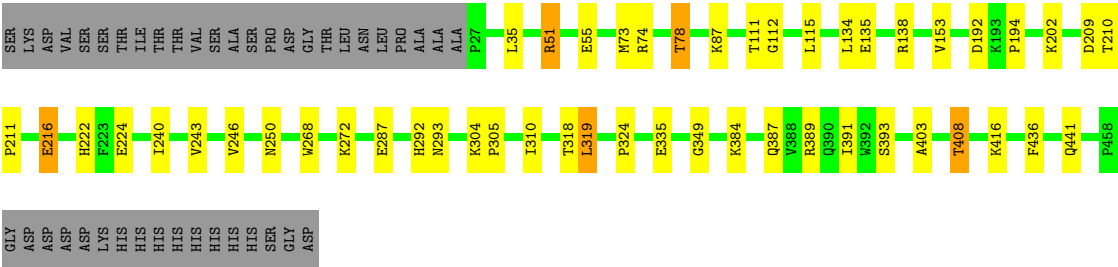 SER LYS ASP VAL SER SER THR ILE THR THR VAL SER ALA SER PRO ASP GLY THR LEU ASN LEU PRO ALA ALA ALA P27 L35 R51 E55 M73 R74 T78 K87 T111 G112 L115 L134 E135 R138 V153 D192 K193 P194 K202 D209 T210
P211 E216 H222 F223 E224 I240 V243 V246 N250 W268 K272 E287 H292 N293 K304 P305 I310 T318 L319 P324 E335 G349 K384 Q387 V388 R389 Q390 I391 W392 S393 A403 T408 K416 F436 Q441 P458
GLY ASP ASP ASP ASP LYS HIS HIS HIS HIS HIS HIS HIS HIS SER GLY ASP